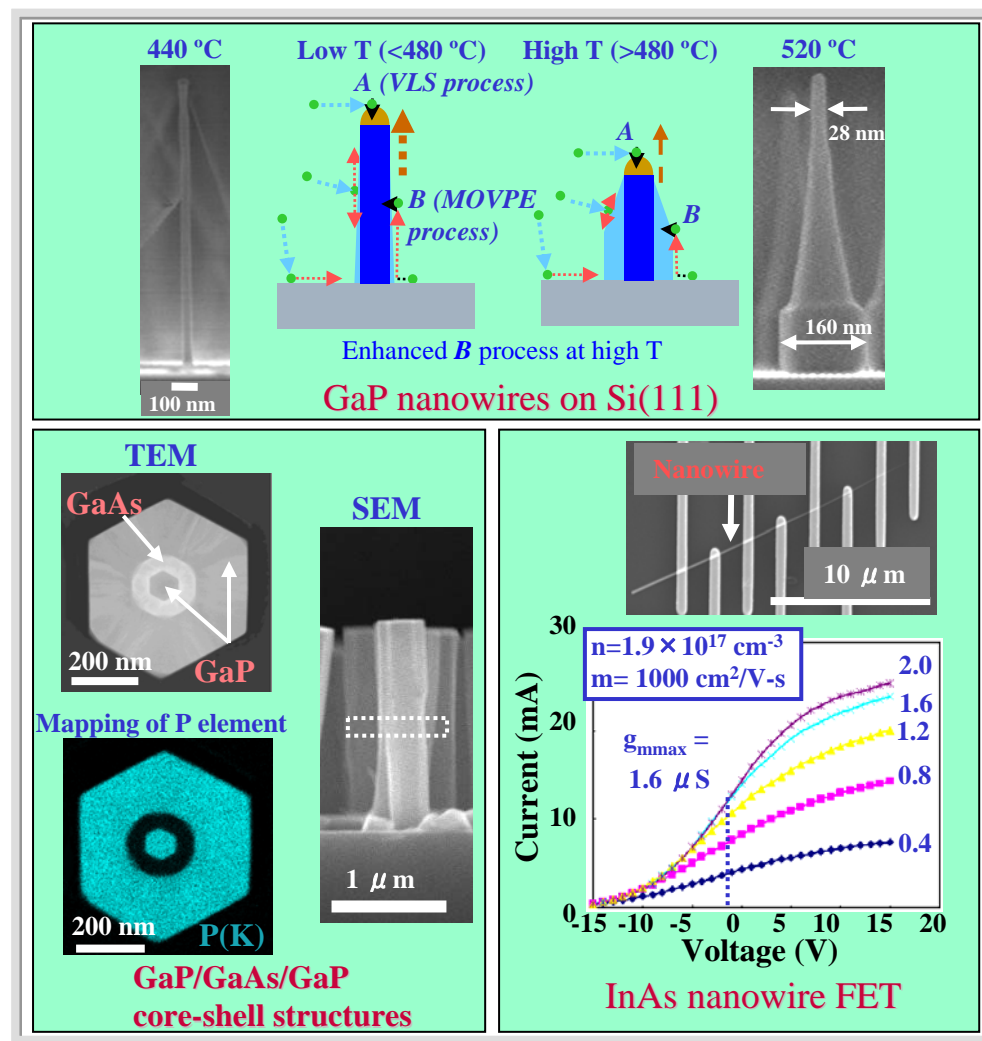 440 ºC
Low T (<480 ºC)
High T (>480 ºC)
520 ºC
A (VLS process)
A
28 nm
B (MOVPE
process)
B
160 nm
Enhanced B process at high T
100 nm
GaP nanowires on Si(111)
TEM
GaAs
SEM
200 nm
GaP
Mapping of P element
1 μm
200 nm
P(K)
GaP/GaAs/GaP
core-shell structures
Nanowire
10 μm
30
n=1.9×10¹⁷ cm⁻³
m= 1000 cm²/V-s
2.0
1.6
20
1.2
gₘmax =
1.6 μS
0.8
Current (mA)
10
0.4
0
-15 -10 -5 0 5 10 15 20
Voltage (V)
InAs nanowire FET